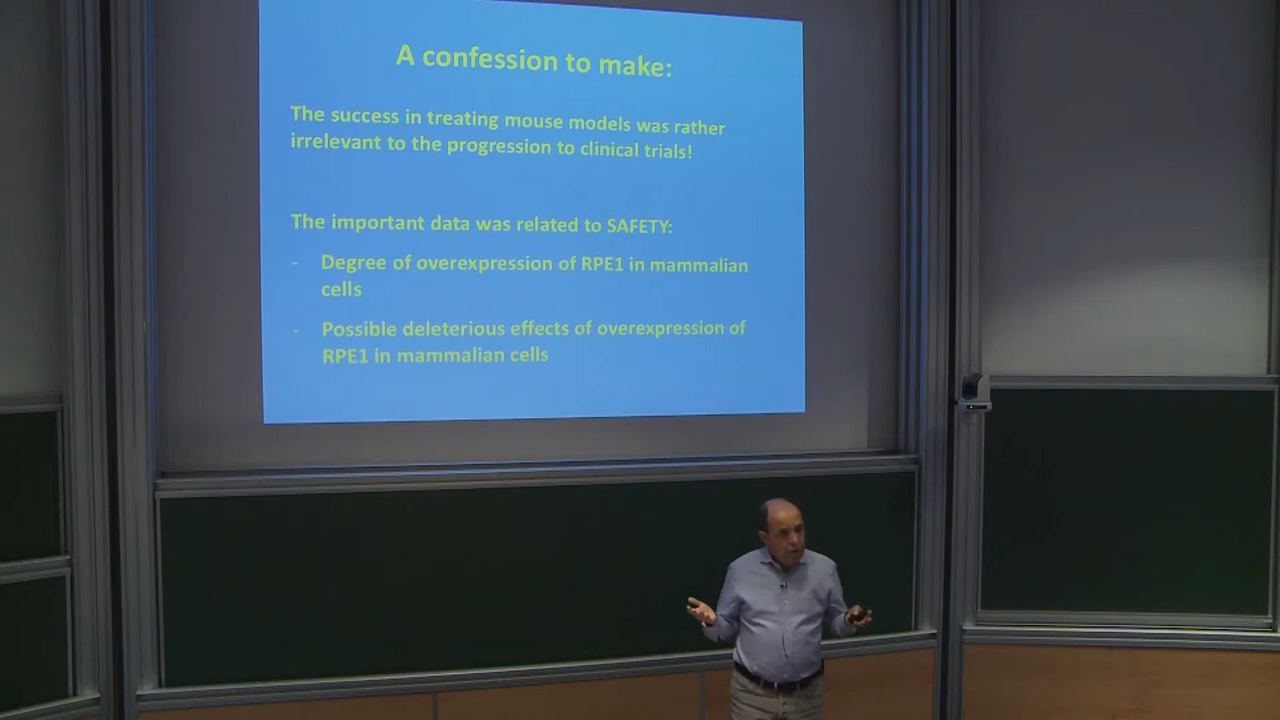 A confession to make:
The success in treating mouse models was rather
irrelevant to the progression to clinical trials!
The important data was related to SAFETY:
- Degree of overexpression of RPE1 in mammalian
cells
- Possible deleterious effects of overexpression of
RPE1 in mammalian cells